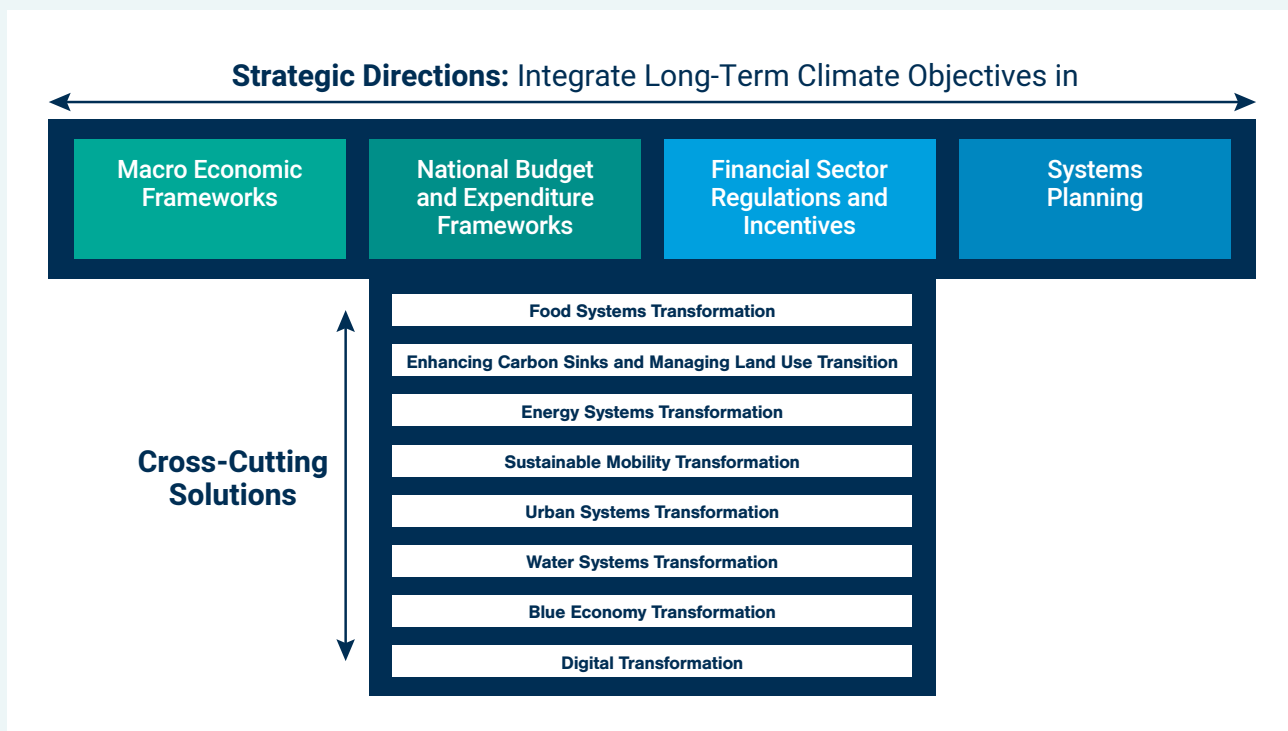 Strategic Directions: Integrate Long-Term Climate Objectives in
Macro Economic
Frameworks
National Budget
and Expenditure
Frameworks
Financial Sector
Regulations and
Incentives
Systems
Planning
Cross-Cutting
Solutions
Food Systems Transformation
Enhancing Carbon Sinks and Managing Land Use Transition
Energy Systems Transformation
Sustainable Mobility Transformation
Urban Systems Transformation
Water Systems Transformation
Blue Economy Transformation
Digital Transformation